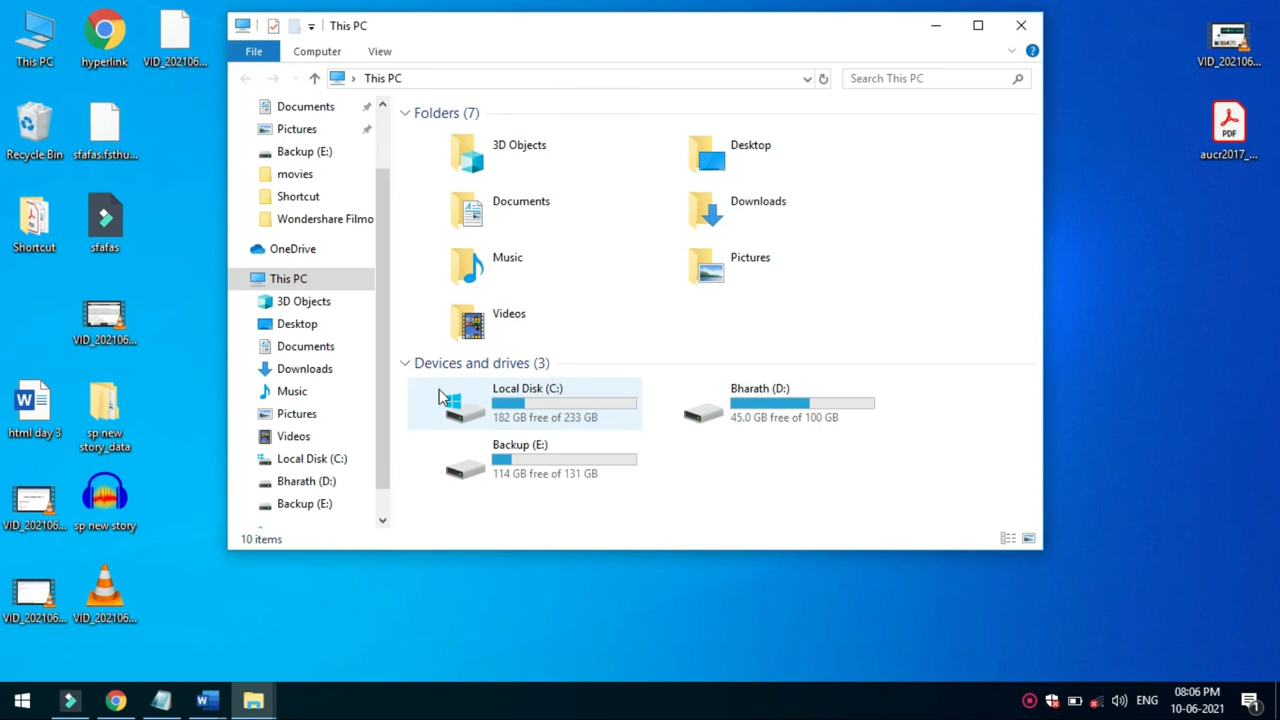 This PC
hyperlink
VID_202106...
Recycle Bin
sfafas.fsthu...
Shortcut
sfafas
VID_202106...
html day 3
sp new
story_data
VID_202106...
sp new story
VID_202106...
VID_202106...
VID_202106...
PDF
aucr2017_...
This PC
File
Computer
View
This PC
Search This PC
Documents
Pictures
Backup (E:)
movies
Shortcut
Wondershare Filmo
OneDrive
This PC
3D Objects
Desktop
Documents
Downloads
Music
Pictures
Videos
Local Disk (C:)
Bharath (D:)
Backup (E:)
Folders (7)
3D Objects
Desktop
Documents
Downloads
Music
Pictures
Videos
Devices and drives (3)
Local Disk (C:)
182 GB free of 233 GB
Bharath (D:)
45.0 GB free of 100 GB
Backup (E:)
114 GB free of 131 GB
10 items
ENG
08:06 PM
10-06-2021
1